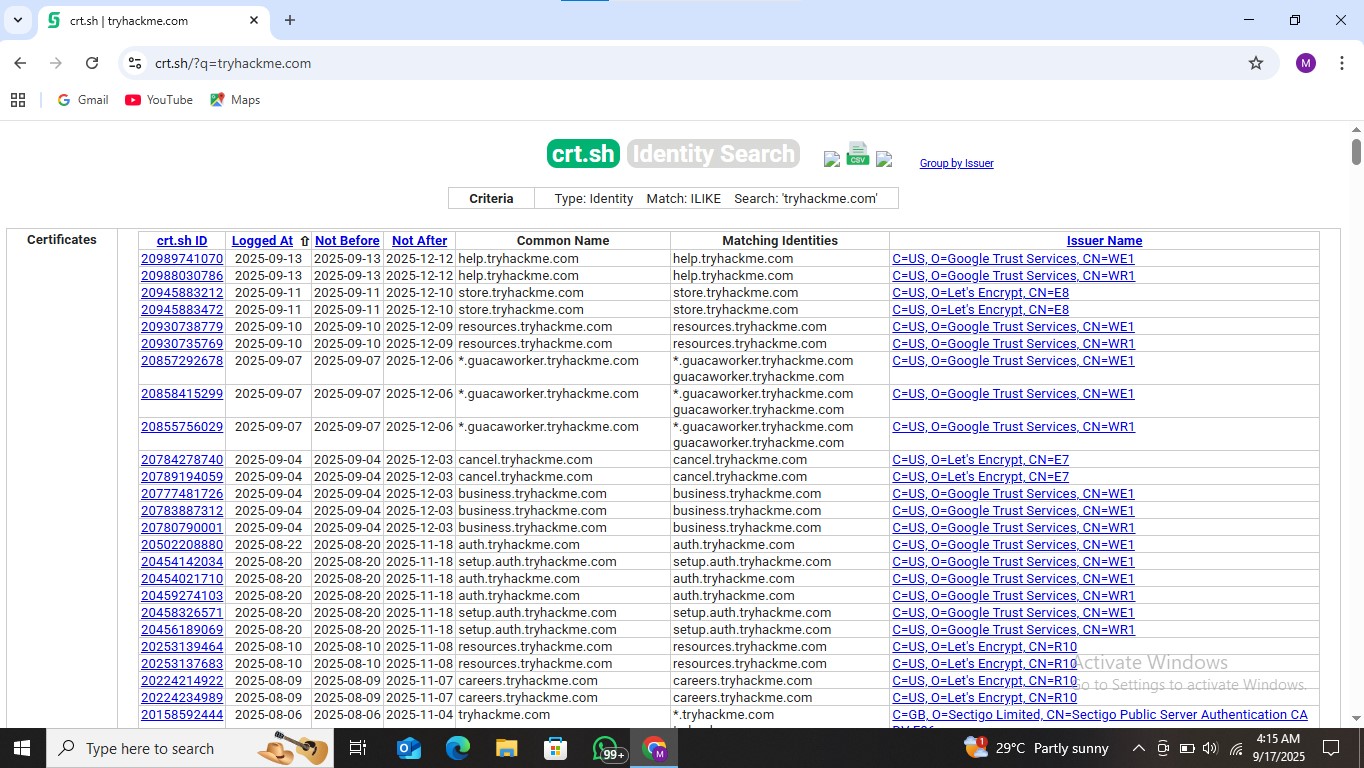 crt.sh | tryhackme.com
crt.sh/?q=tryhackme.com
M
Gmail YouTube Maps
crt.sh Identity Search CSV Group by Issuer
Criteria Type: Identity Match: ILIKE Search: 'tryhackme.com'
Certificates crt.sh ID Logged At ⇧ Not Before Not After Common Name Matching Identities Issuer Name
20989741070 2025-09-13 2025-09-13 2025-12-12 help.tryhackme.com help.tryhackme.com C=US, O=Google Trust Services, CN=WE1
20988030786 2025-09-13 2025-09-13 2025-12-12 help.tryhackme.com help.tryhackme.com C=US, O=Google Trust Services, CN=WR1
20945883212 2025-09-11 2025-09-11 2025-12-10 store.tryhackme.com store.tryhackme.com C=US, O=Let's Encrypt, CN=E8
20945883472 2025-09-11 2025-09-11 2025-12-10 store.tryhackme.com store.tryhackme.com C=US, O=Let's Encrypt, CN=E8
20930738779 2025-09-10 2025-09-10 2025-12-09 resources.tryhackme.com resources.tryhackme.com C=US, O=Google Trust Services, CN=WE1
20930735769 2025-09-10 2025-09-10 2025-12-09 resources.tryhackme.com resources.tryhackme.com C=US, O=Google Trust Services, CN=WR1
20857292678 2025-09-07 2025-09-07 2025-12-06 *.guacaworker.tryhackme.com *.guacaworker.tryhackme.com C=US, O=Google Trust Services, CN=WE1
guacaworker.tryhackme.com
20858415299 2025-09-07 2025-09-07 2025-12-06 *.guacaworker.tryhackme.com *.guacaworker.tryhackme.com C=US, O=Google Trust Services, CN=WE1
guacaworker.tryhackme.com
20855756029 2025-09-07 2025-09-07 2025-12-06 *.guacaworker.tryhackme.com *.guacaworker.tryhackme.com C=US, O=Google Trust Services, CN=WR1
guacaworker.tryhackme.com
20784278740 2025-09-04 2025-09-04 2025-12-03 cancel.tryhackme.com cancel.tryhackme.com C=US, O=Let's Encrypt, CN=E7
20789194059 2025-09-04 2025-09-04 2025-12-03 cancel.tryhackme.com cancel.tryhackme.com C=US, O=Let's Encrypt, CN=E7
20777481726 2025-09-04 2025-09-04 2025-12-03 business.tryhackme.com business.tryhackme.com C=US, O=Google Trust Services, CN=WE1
20783887312 2025-09-04 2025-09-04 2025-12-03 business.tryhackme.com business.tryhackme.com C=US, O=Google Trust Services, CN=WE1
20780790001 2025-09-04 2025-09-04 2025-12-03 business.tryhackme.com business.tryhackme.com C=US, O=Google Trust Services, CN=WR1
20502208880 2025-08-22 2025-08-20 2025-11-18 auth.tryhackme.com auth.tryhackme.com C=US, O=Google Trust Services, CN=WE1
20454142034 2025-08-20 2025-08-20 2025-11-18 setup.auth.tryhackme.com setup.auth.tryhackme.com C=US, O=Google Trust Services, CN=WE1
20454021710 2025-08-20 2025-08-20 2025-11-18 auth.tryhackme.com auth.tryhackme.com C=US, O=Google Trust Services, CN=WE1
20459274103 2025-08-20 2025-08-20 2025-11-18 auth.tryhackme.com auth.tryhackme.com C=US, O=Google Trust Services, CN=WR1
20458326571 2025-08-20 2025-08-20 2025-11-18 setup.auth.tryhackme.com setup.auth.tryhackme.com C=US, O=Google Trust Services, CN=WE1
20456189069 2025-08-20 2025-08-20 2025-11-18 setup.auth.tryhackme.com setup.auth.tryhackme.com C=US, O=Google Trust Services, CN=WR1
20253139464 2025-08-10 2025-08-10 2025-11-08 resources.tryhackme.com resources.tryhackme.com C=US, O=Let's Encrypt, CN=R10
20253137683 2025-08-10 2025-08-10 2025-11-08 resources.tryhackme.com resources.tryhackme.com C=US, O=Let's Encrypt, CN=R10
20224214922 2025-08-09 2025-08-09 2025-11-07 careers.tryhackme.com careers.tryhackme.com C=US, O=Let's Encrypt, CN=R10
20224234989 2025-08-09 2025-08-09 2025-11-07 careers.tryhackme.com careers.tryhackme.com C=US, O=Let's Encrypt, CN=R10
20158592444 2025-08-06 2025-08-06 2025-11-04 tryhackme.com *.tryhackme.com C=GB, O=Sectigo Limited, CN=Sectigo Public Server Authentication CA
Activate Windows
Go to Settings to activate Windows.
Type here to search 99+ M 29°C Partly sunny 4:15 AM
9/17/2025